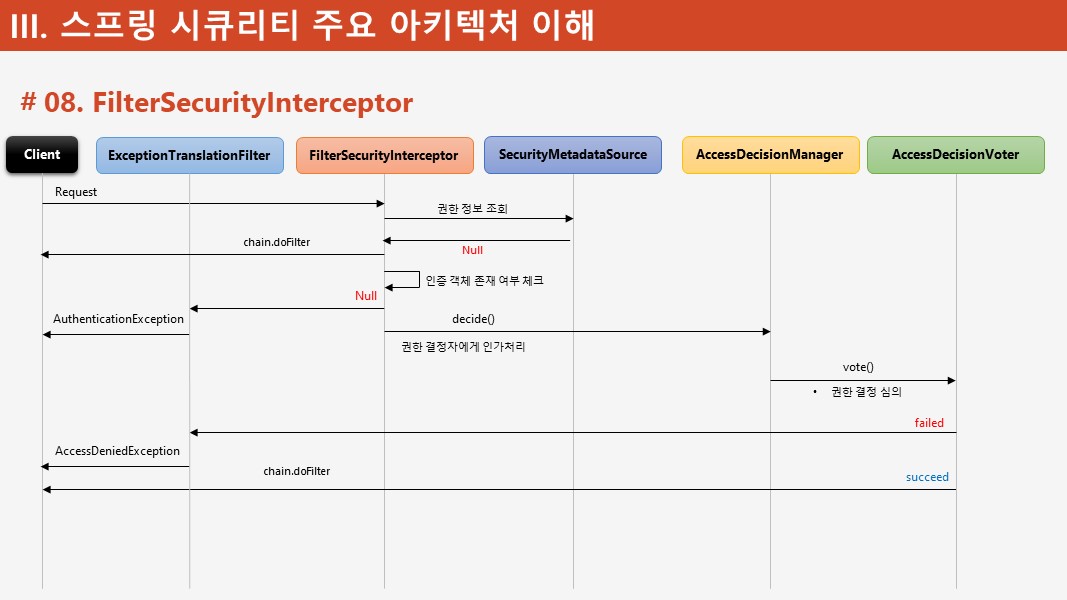 III. 스프링 시큐리티 주요 아키텍처 이해
# 08. FilterSecurityInterceptor
Client
ExceptionTranslationFilter
FilterSecurityInterceptor
SecurityMetadataSource
AccessDecisionManager
AccessDecisionVoter
Request
권한 정보 조회
chain.doFilter
Null
인증 객체 존재 여부 체크
Null
AuthenticationException
decide()
권한 결정자에게 인가처리
vote()
• 권한 결정 심의
failed
AccessDeniedException
chain.doFilter
succeed